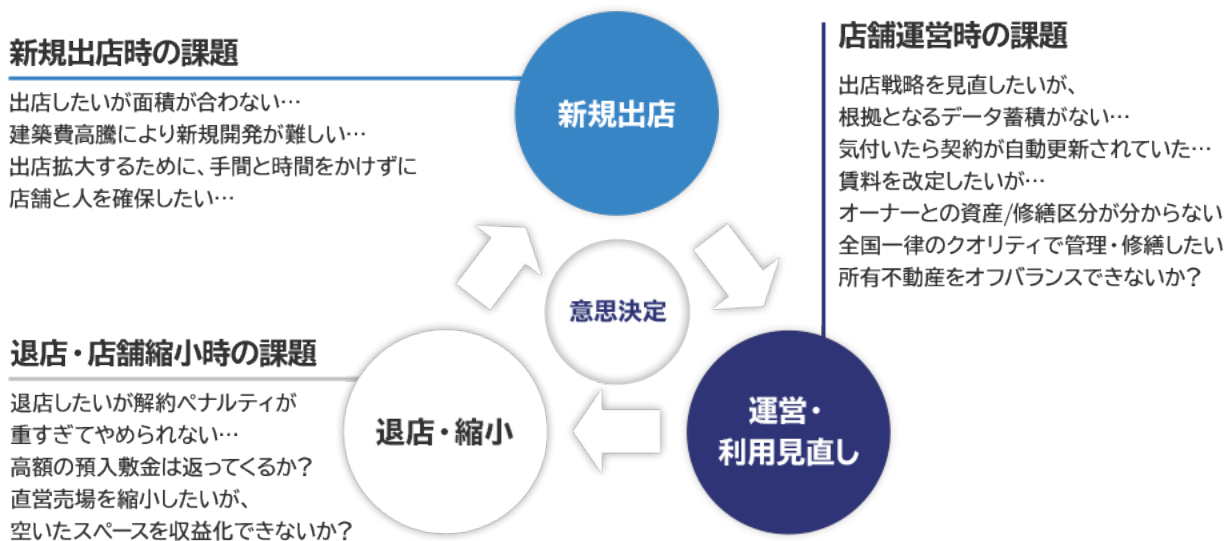 新規出店時の課題
出店したいが面積が合わない…
建築費高騰により新規開発が難しい…
出店拡大するために、手間と時間をかけずに
店舗と人を確保したい…
新規出店
店舗運営時の課題
出店戦略を見直したいが、
根拠となるデータ蓄積がない…
気付いたら契約が自動更新されていた…
賃料を改定したいが…
オーナーとの資産/修繕区分が分からない
全国一律のクオリティで管理・修繕したい
所有不動産をオフバランスできないか?
意思決定
運営・
利用見直し
退店・店舗縮小時の課題
退店したいが解約ペナルティが
重すぎてやめられない…
高額の預入敷金は返ってくるか?
直営売場を縮小したいが、
空いたスペースを収益化できないか?
退店・縮小